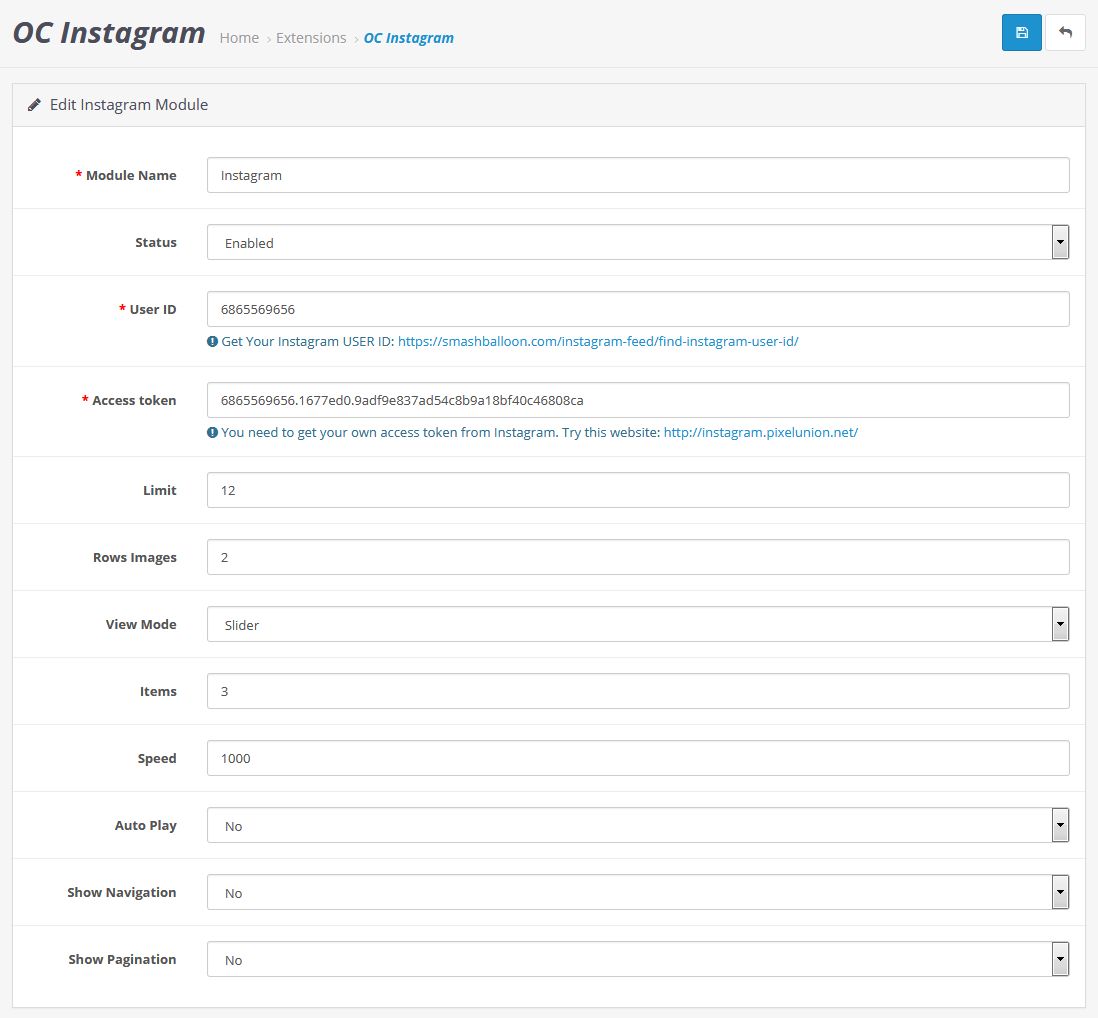 OC Instagram
Home › Extensions › OC Instagram
Edit Instagram Module
* Module Name Instagram
Status Enabled
* User ID 6865569656
Get Your Instagram USER ID: https://smashballoon.com/instagram-feed/find-instagram-user-id/
* Access token 6865569656.1677ed0.9adf9e837ad54c8b9a18bf40c46808ca
You need to get your own access token from Instagram. Try this website: http://instagram.pixelunion.net/
Limit 12
Rows Images 2
View Mode Slider
Items 3
Speed 1000
Auto Play No
Show Navigation No
Show Pagination No